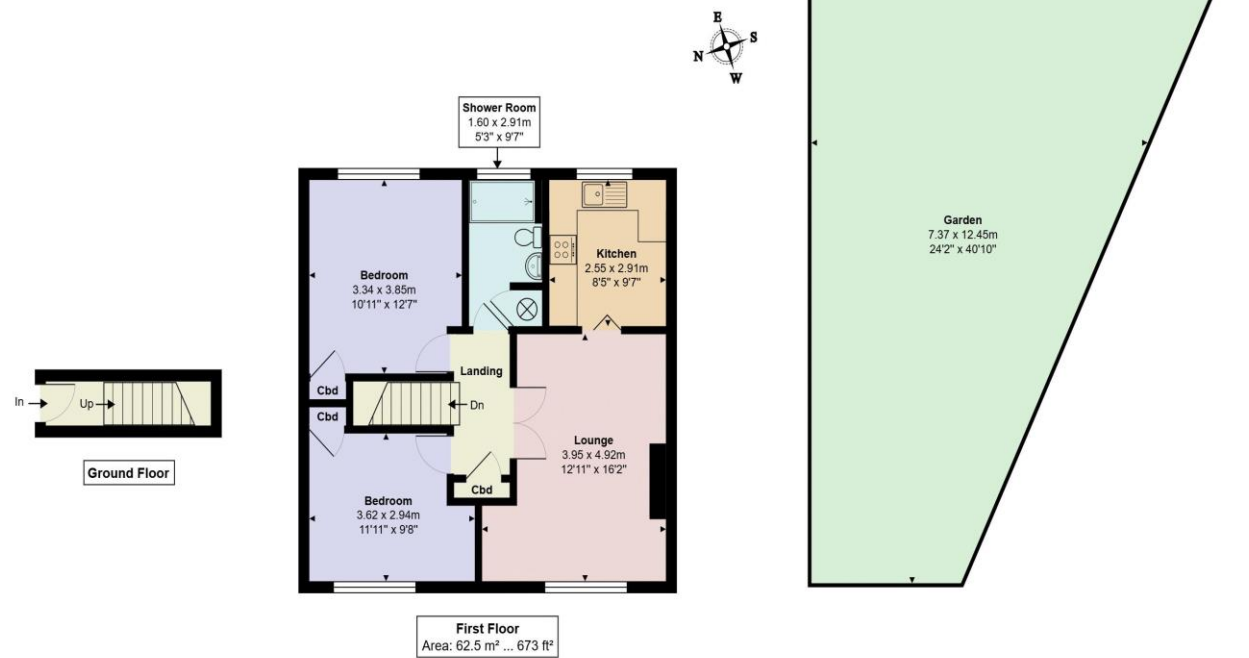 E
S
N
W
Shower Room
1.60 x 2.91m
5'3" x 9'7"
Garden
7.37 x 12.45m
24'2" x 40'10"
Kitchen
2.55 x 2.91m
8'5" x 9'7"
Bedroom
3.34 x 3.85m
10'11" x 12'7"
Landing
Cbd
In
Up
Cbd
Dn
Ground Floor
Lounge
3.95 x 4.92m
12'11" x 16'2"
Bedroom
3.62 x 2.94m
11'11" x 9'8"
Cbd
First Floor
Area: 62.5 m² ... 673 ft²